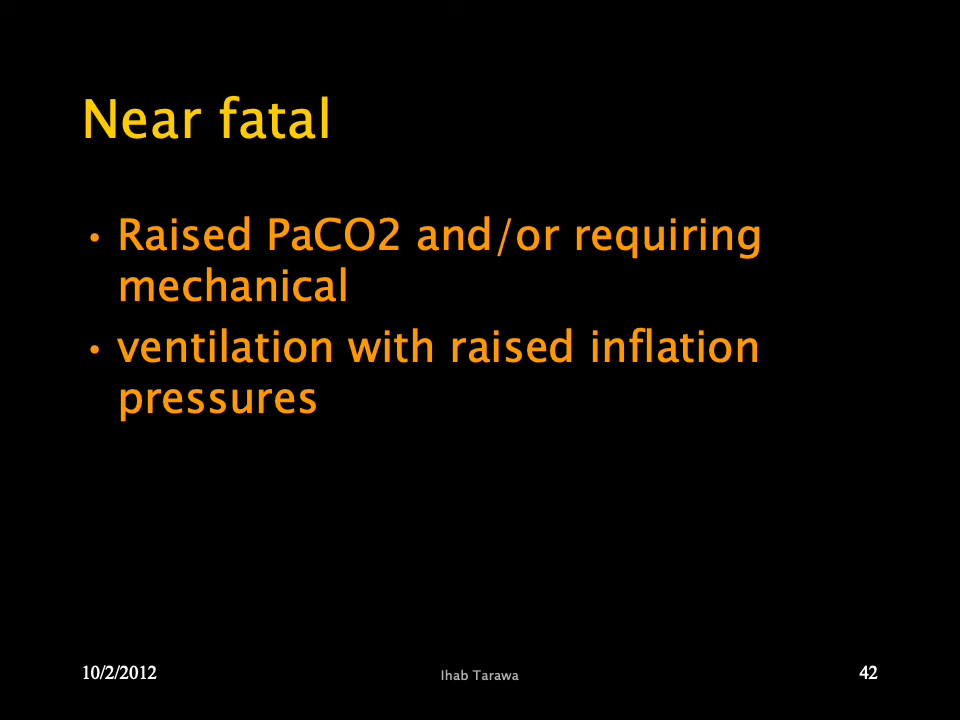 Near fatal
• Raised PaCO2 and/or requiring
mechanical
• ventilation with raised inflation
pressures
10/2/2012
Ihab Tarawa
42